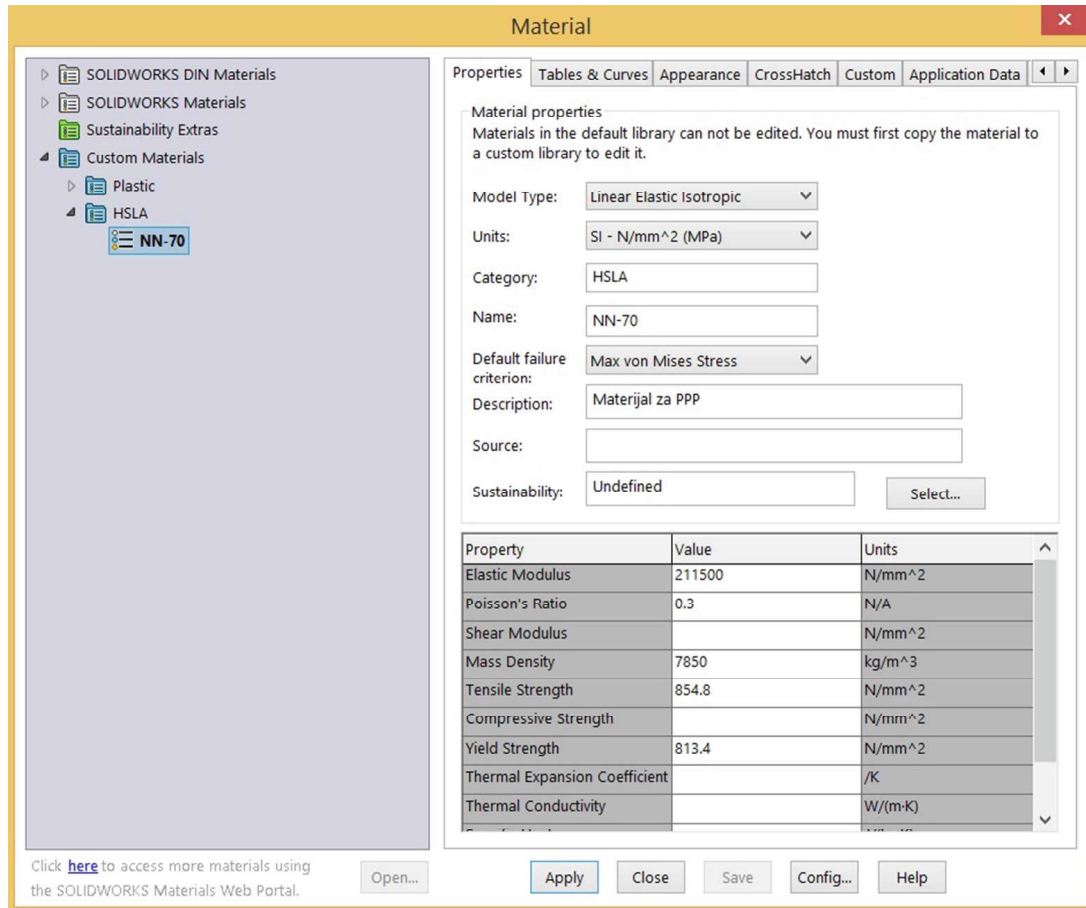 Material
SOLIDWORKS DIN Materials
SOLIDWORKS Materials
Sustainability Extras
Custom Materials
Plastic
HSLA
NN-70
Click here to access more materials using
the SOLIDWORKS Materials Web Portal.
Open...
Properties Tables & Curves Appearance CrossHatch Custom Application Data
Material properties
Materials in the default library can not be edited. You must first copy the material to
a custom library to edit it.
Model Type: Linear Elastic Isotropic
Units: SI - N/mm^2 (MPa)
Category: HSLA
Name: NN-70
Default failure
criterion: Max von Mises Stress
Description: Materijal za PPP
Source:
Sustainability: Undefined Select...
Property Value Units
Elastic Modulus 211500 N/mm^2
Poisson's Ratio 0.3 N/A
Shear Modulus N/mm^2
Mass Density 7850 kg/m^3
Tensile Strength 854.8 N/mm^2
Compressive Strength N/mm^2
Yield Strength 813.4 N/mm^2
Thermal Expansion Coefficient /K
Thermal Conductivity W/(m·K)
Apply Close Save Config... Help